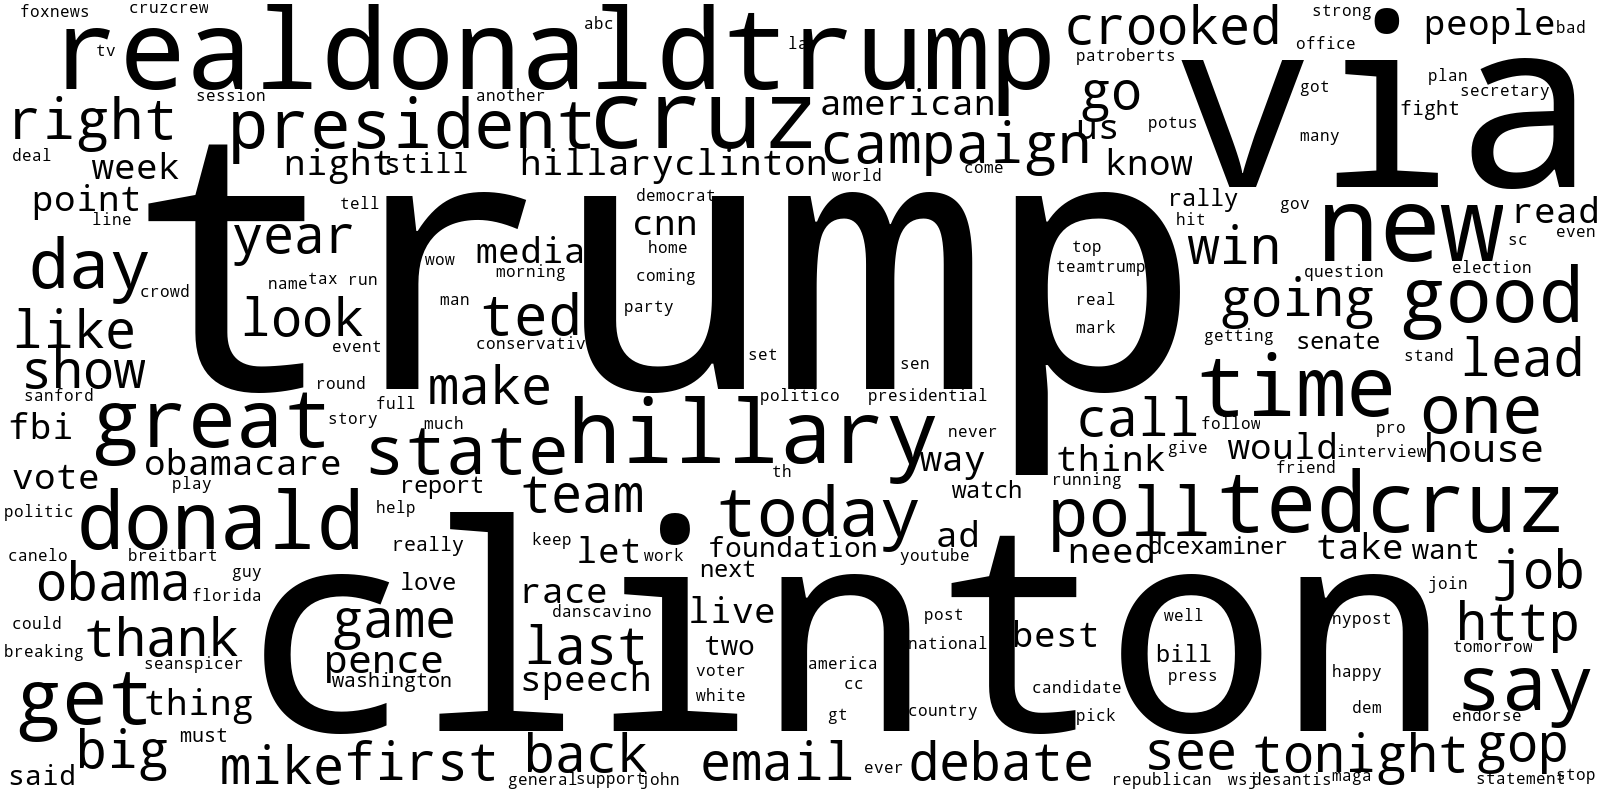 foxnews cruzcrew abc strong
realdonaldtrump crooked via people bad
tv la patroberts office
session another go got plan secretary
right president cruz american us potus fight
deal week night still hillaryclinton campaign world come know many
point line tell democrat rally hit gov new read
day year cnn media home top win sc even
crowd name tax run wow morning coming teamtrump question election
trump
like look man ted party real mark going good
show event conservativ set sen getting senate stand lead
sanford round full make politico presidential time one
fbi great story much hillary never call follow pro
vote obamacare state th way think give would interview house
play report team watch running friend
politic donald help today ad poll tedcruz
canelo breitbart really keep let work foundation youtube need dcexaminer take want
obama guy florida love race next join job
clinton
could thank game danscavino live post well nypost http
breaking seanspicer pence last two national best bill tomorrow
get washington speech voter america cc press happy say
thing white gt country candidate pick dem endorse
must big back
said mike first general support john email ever debate see republican wsj desantis tonight maga gop statement stop